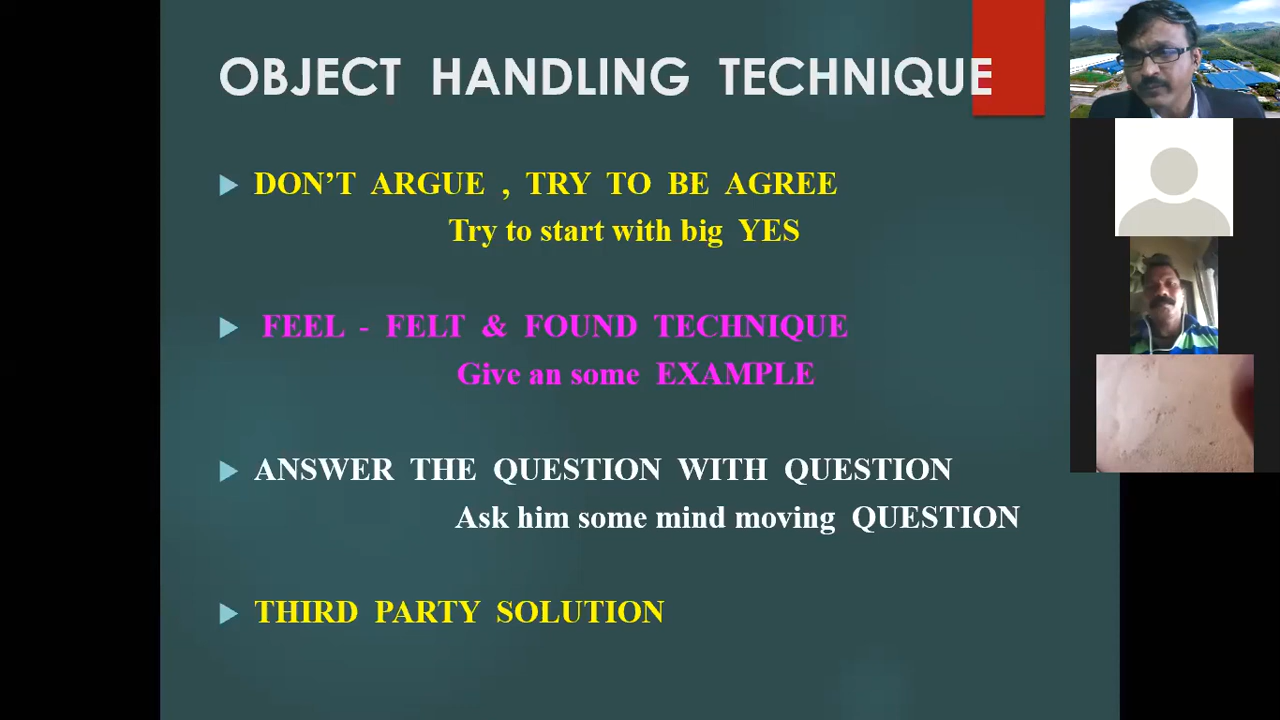 OBJECT HANDLING TECHNIQUE
DON'T ARGUE , TRY TO BE AGREE
Try to start with big YES
FEEL - FELT & FOUND TECHNIQUE
Give an some EXAMPLE
ANSWER THE QUESTION WITH QUESTION
Ask him some mind moving QUESTION
THIRD PARTY SOLUTION